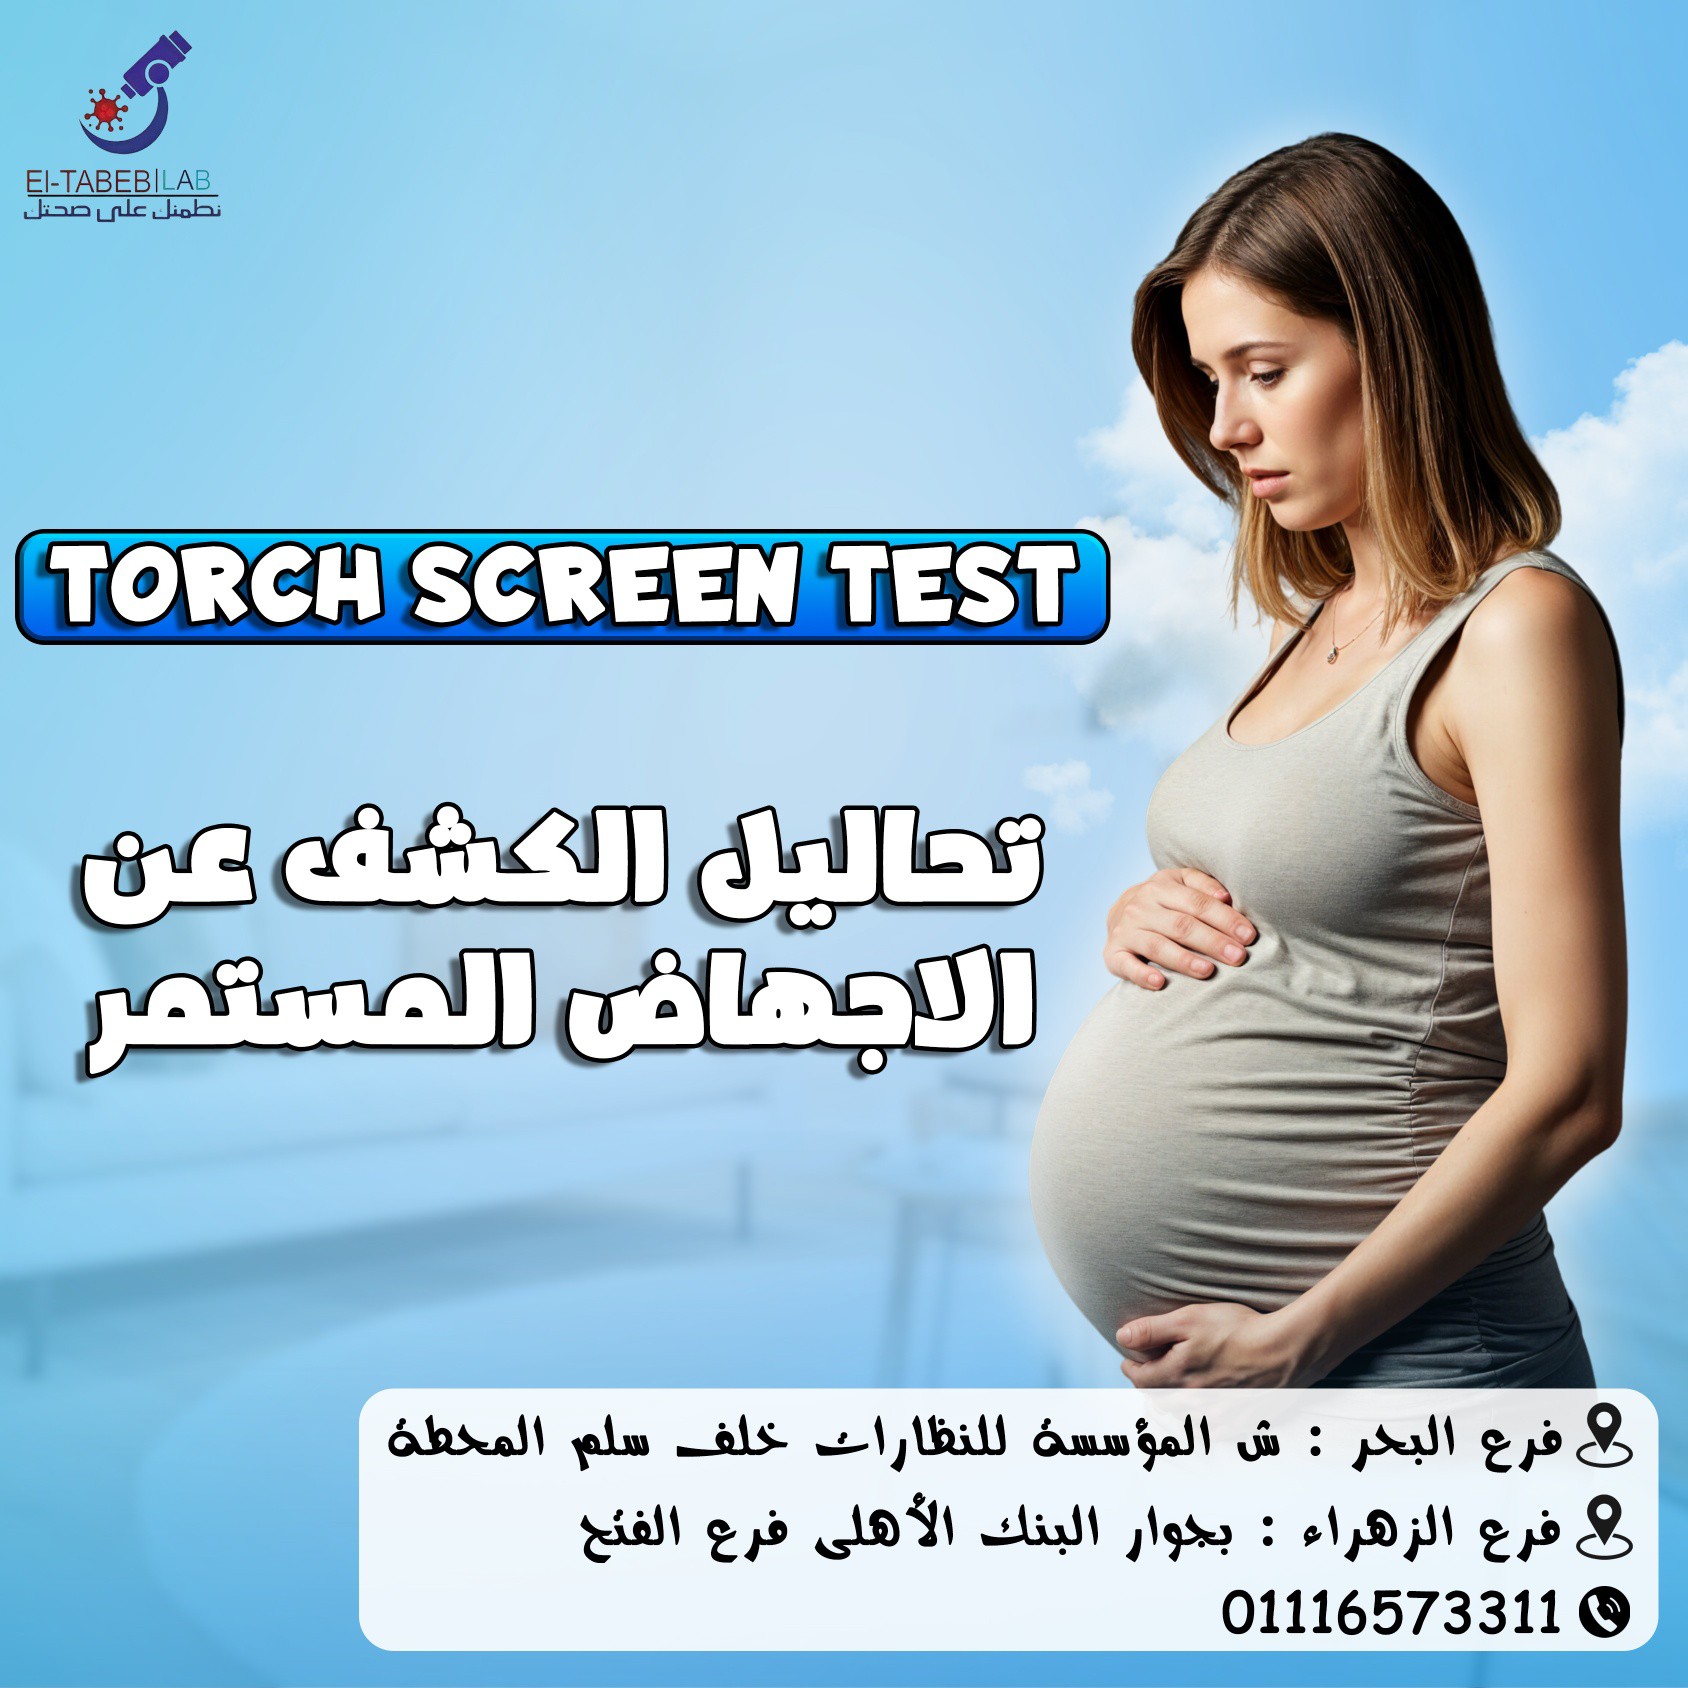 El-TABEB|LAB
نطمنك على صحتك
TORCH SCREEN TEST
تحاليل الكشف عن
الاجهاض المستمر
فرع البحر : ش المؤسسة للنظارات خلف سلم المحطة
فرع الزهراء : بجوار البنك الأهلى فرع الفتح
01116573311